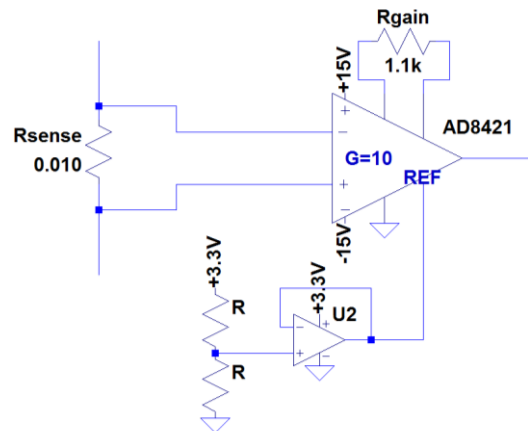 Rgain
1.1k
+15V
AD8421
Rsense
0.010
G=10
REF
-15V
+3.3V
+3.3V
R
U2
R